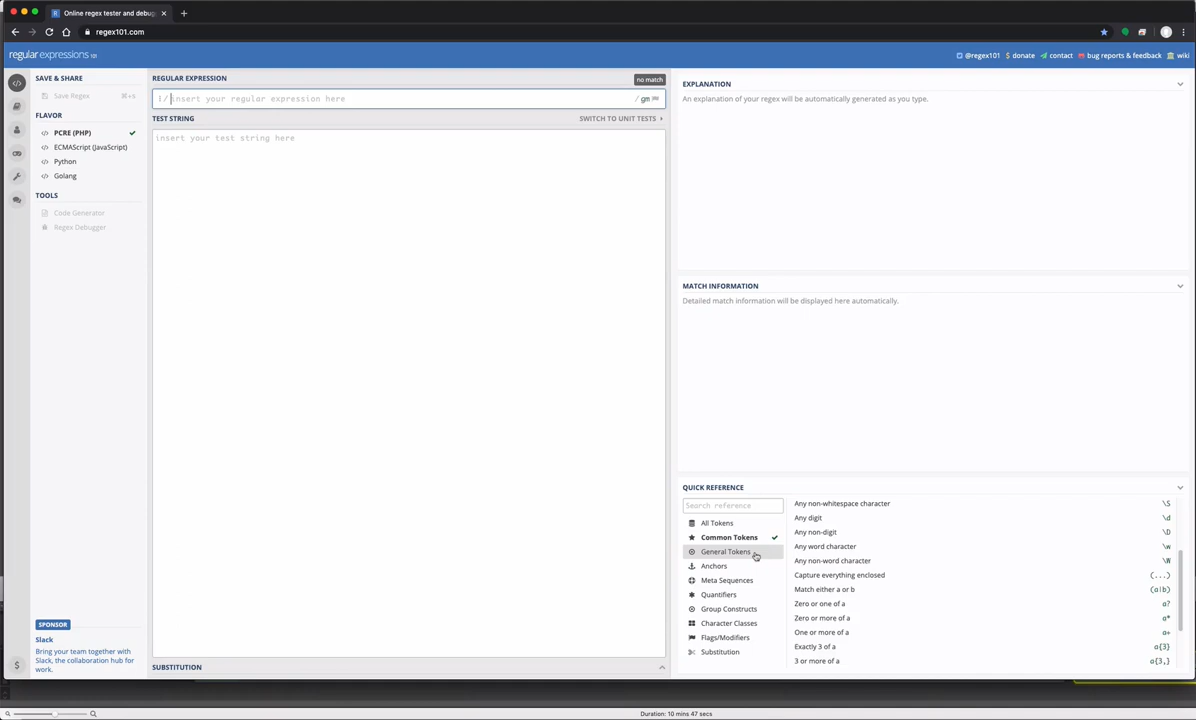 Online regex tester and debug
regex101.com
regular expressions 101
@regex101
$ donate
contact
bug reports & feedback
wiki
SAVE & SHARE
Save Regex ⌘+s
FLAVOR
</> PCRE (PHP)
</> ECMAScript (JavaScript)
</> Python
</> Golang
TOOLS
Code Generator
Regex Debugger
SPONSOR
Slack
Bring your team together with
Slack, the collaboration hub for
work.
$
REGULAR EXPRESSION
no match
/ insert your regular expression here / gm
TEST STRING
SWITCH TO UNIT TESTS
insert your test string here
SUBSTITUTION
EXPLANATION
An explanation of your regex will be automatically generated as you type.
MATCH INFORMATION
Detailed match information will be displayed here automatically.
QUICK REFERENCE
Search reference
All Tokens
Common Tokens
General Tokens
Anchors
Meta Sequences
Quantifiers
Group Constructs
Character Classes
Flags/Modifiers
Substitution
Any non-whitespace character \S
Any digit \d
Any non-digit \D
Any word character \w
Any non-word character \W
Capture everything enclosed (...)
Match either a or b (a|b)
Zero or one of a a?
Zero or more of a a*
One or more of a a+
Exactly 3 of a a{3}
3 or more of a a{3,}
Duration: 10 mins 47 secs